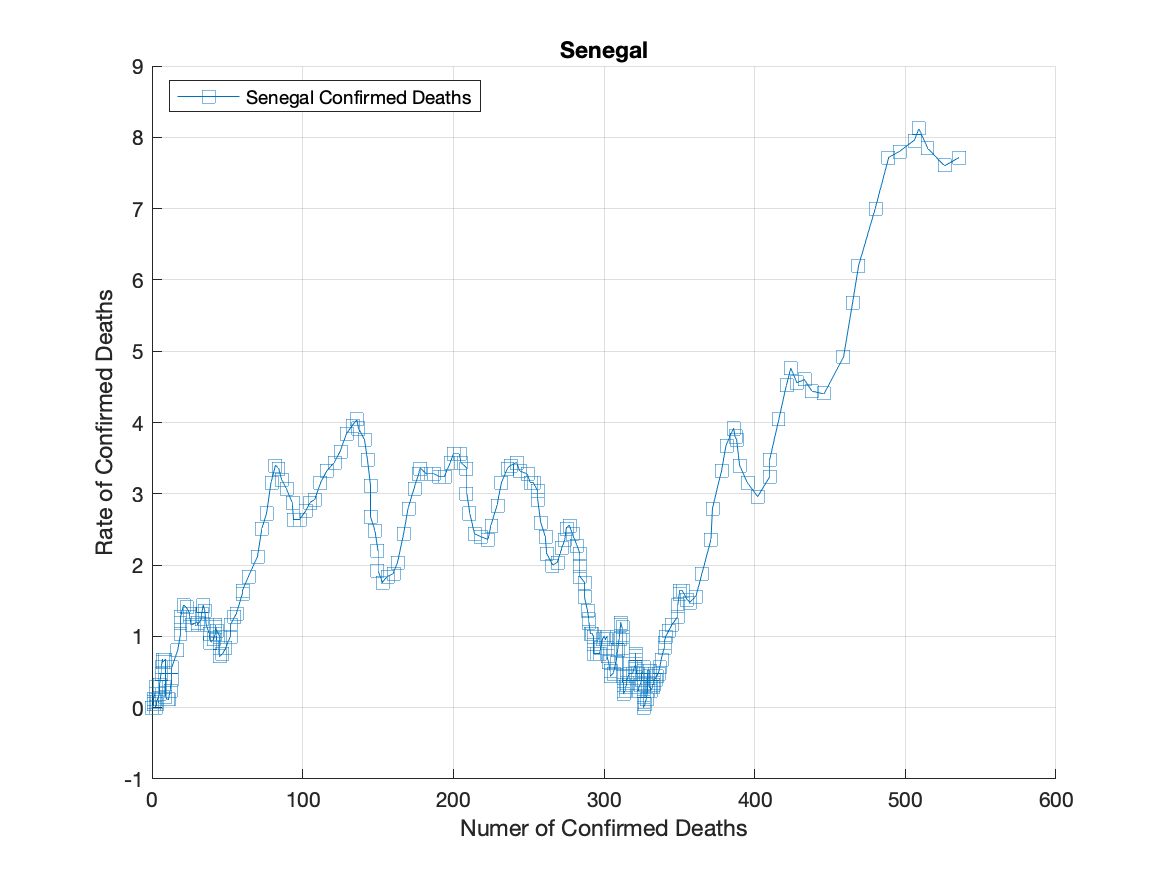 Senegal
Senegal Confirmed Deaths
9
8
7
6
5
4
3
2
1
0
-1
Rate of Confirmed Deaths
0 100 200 300 400 500 600
Numer of Confirmed Deaths